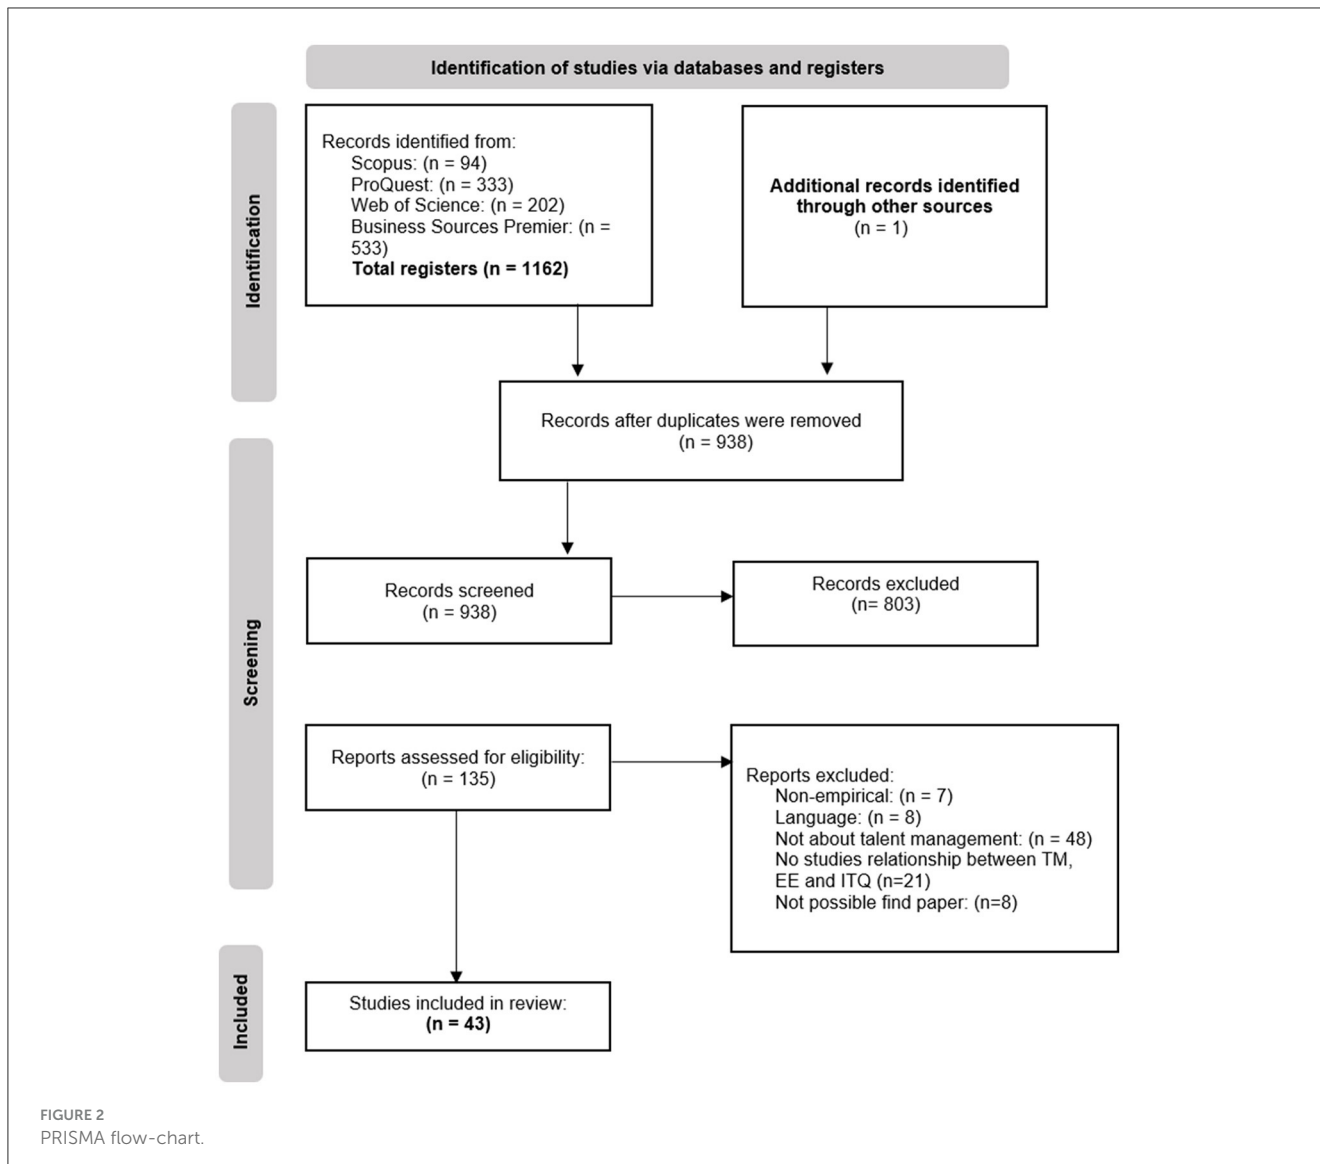 Identification of studies via databases and registers
Identification
Records identified from:
Scopus: (n = 94)
ProQuest: (n = 333)
Web of Science: (n = 202)
Business Sources Premier: (n =
533)
Total registers (n = 1162)
Additional records identified
through other sources
(n = 1)
Records after duplicates were removed
(n = 938)
Screening
Records screened
(n = 938)
Records excluded
(n= 803)
Reports assessed for eligibility:
(n = 135)
Reports excluded:
Non-empirical: (n = 7)
Language: (n = 8)
Not about talent management: (n = 48)
No studies relationship between TM,
EE and ITQ (n=21)
Not possible find paper: (n=8)
Included
Studies included in review:
(n = 43)
FIGURE 2
PRISMA flow-chart.